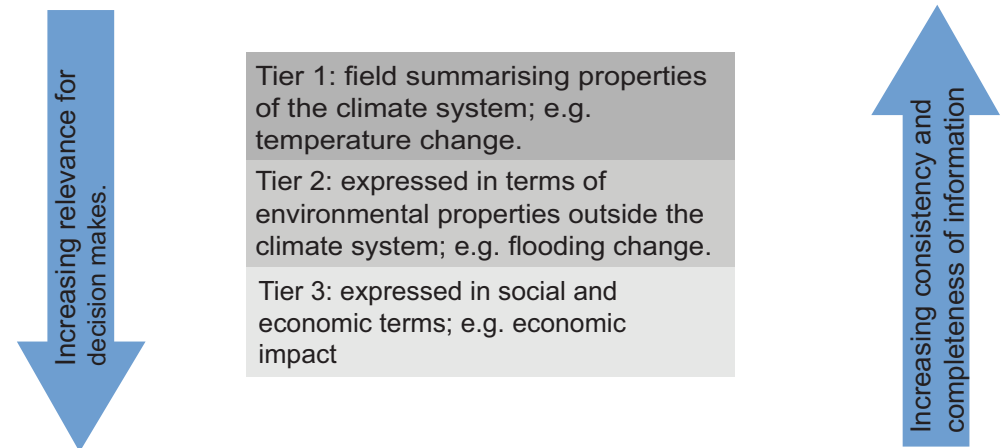 Increasing relevance for
decision makes.
Tier 1: field summarising properties
of the climate system; e.g.
temperature change.
Tier 2: expressed in terms of
environmental properties outside the
climate system; e.g. flooding change.
Tier 3: expressed in social and
economic terms; e.g. economic
impact
Increasing consistency and
completeness of information